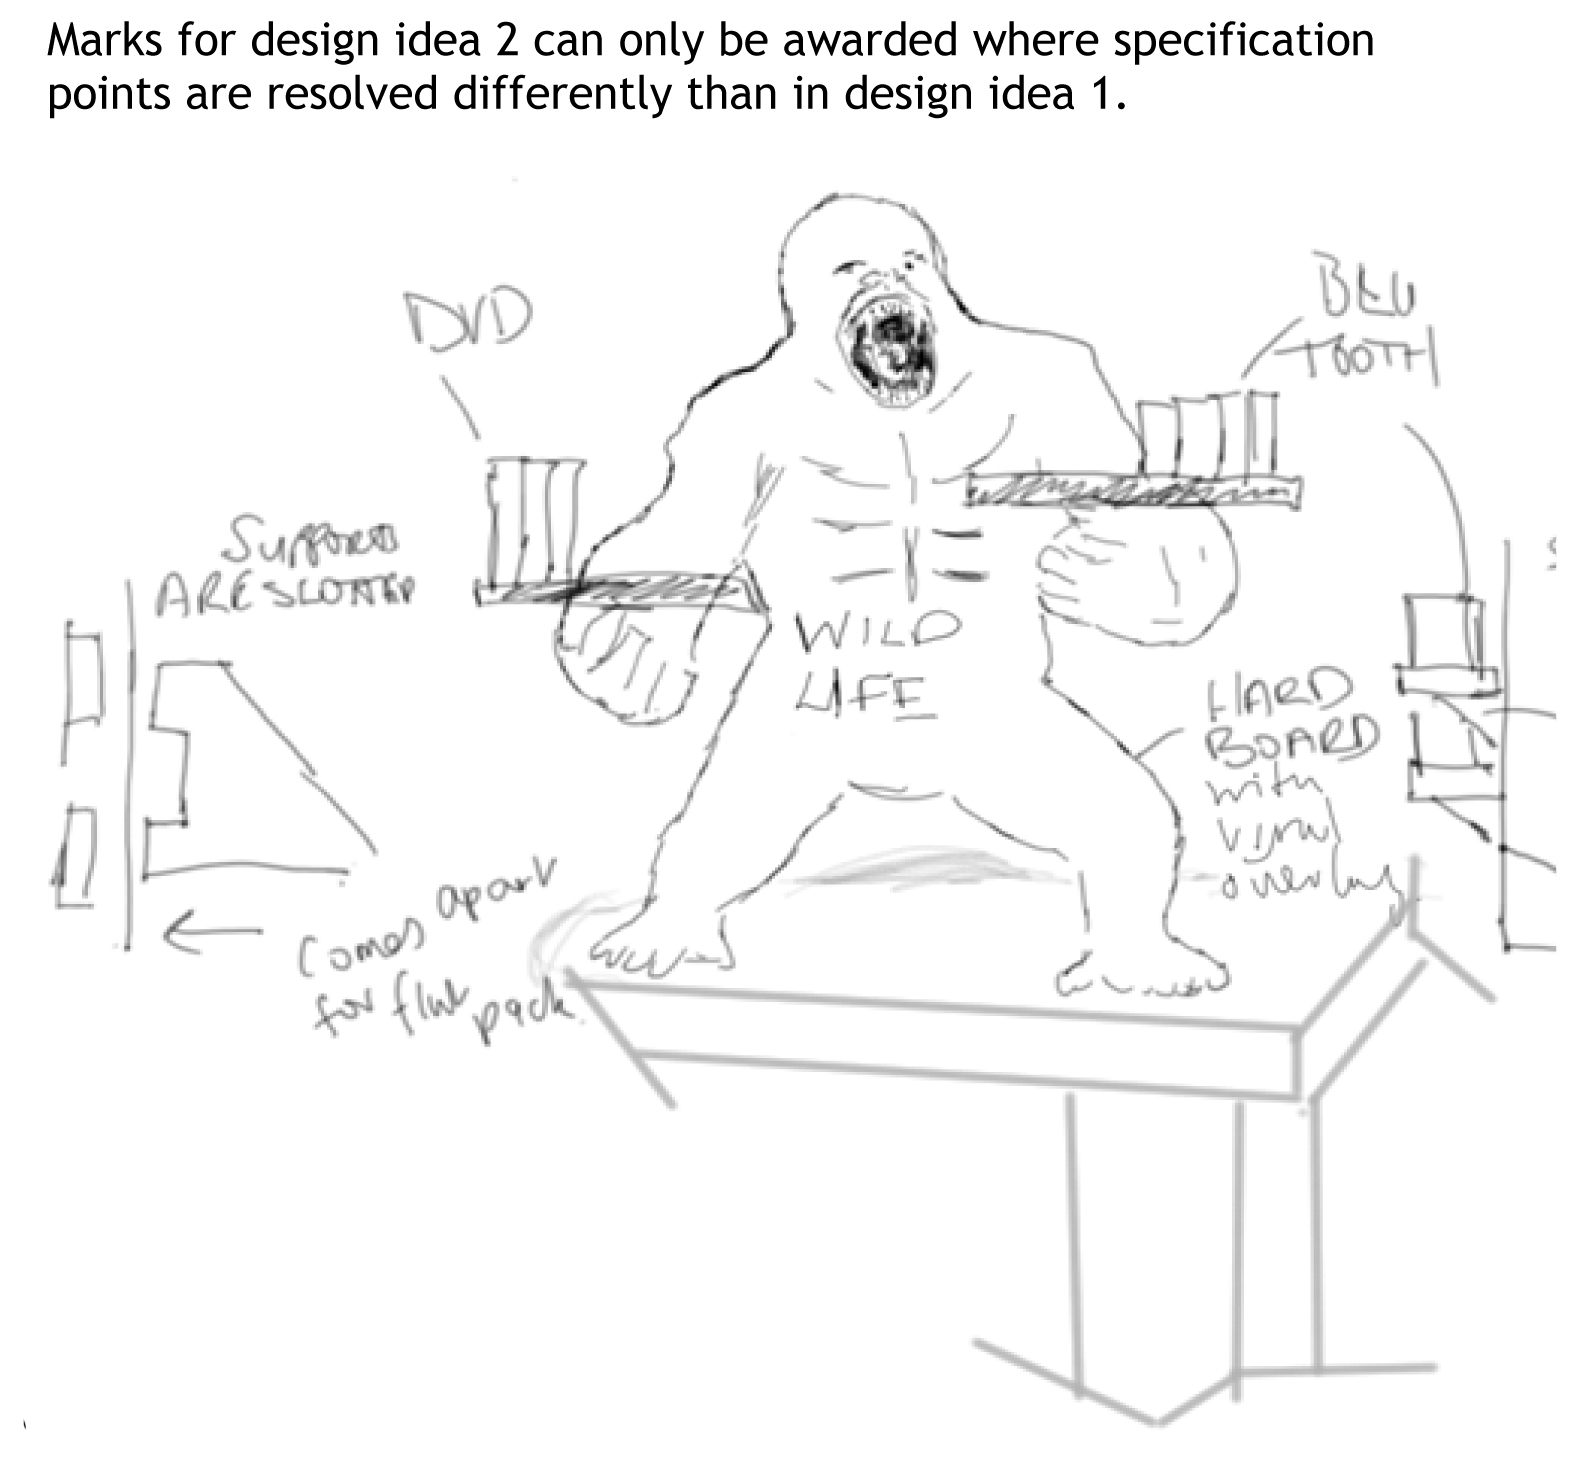 Marks for design idea 2 can only be awarded where specification
points are resolved differently than in design idea 1.
DVD
BLU
TOOTH
SUPPORTS
ARE SLOTTED
WILD
LIFE
HARD
BOARD
with
vinyl
overlay
Comes apart
for flat pack.